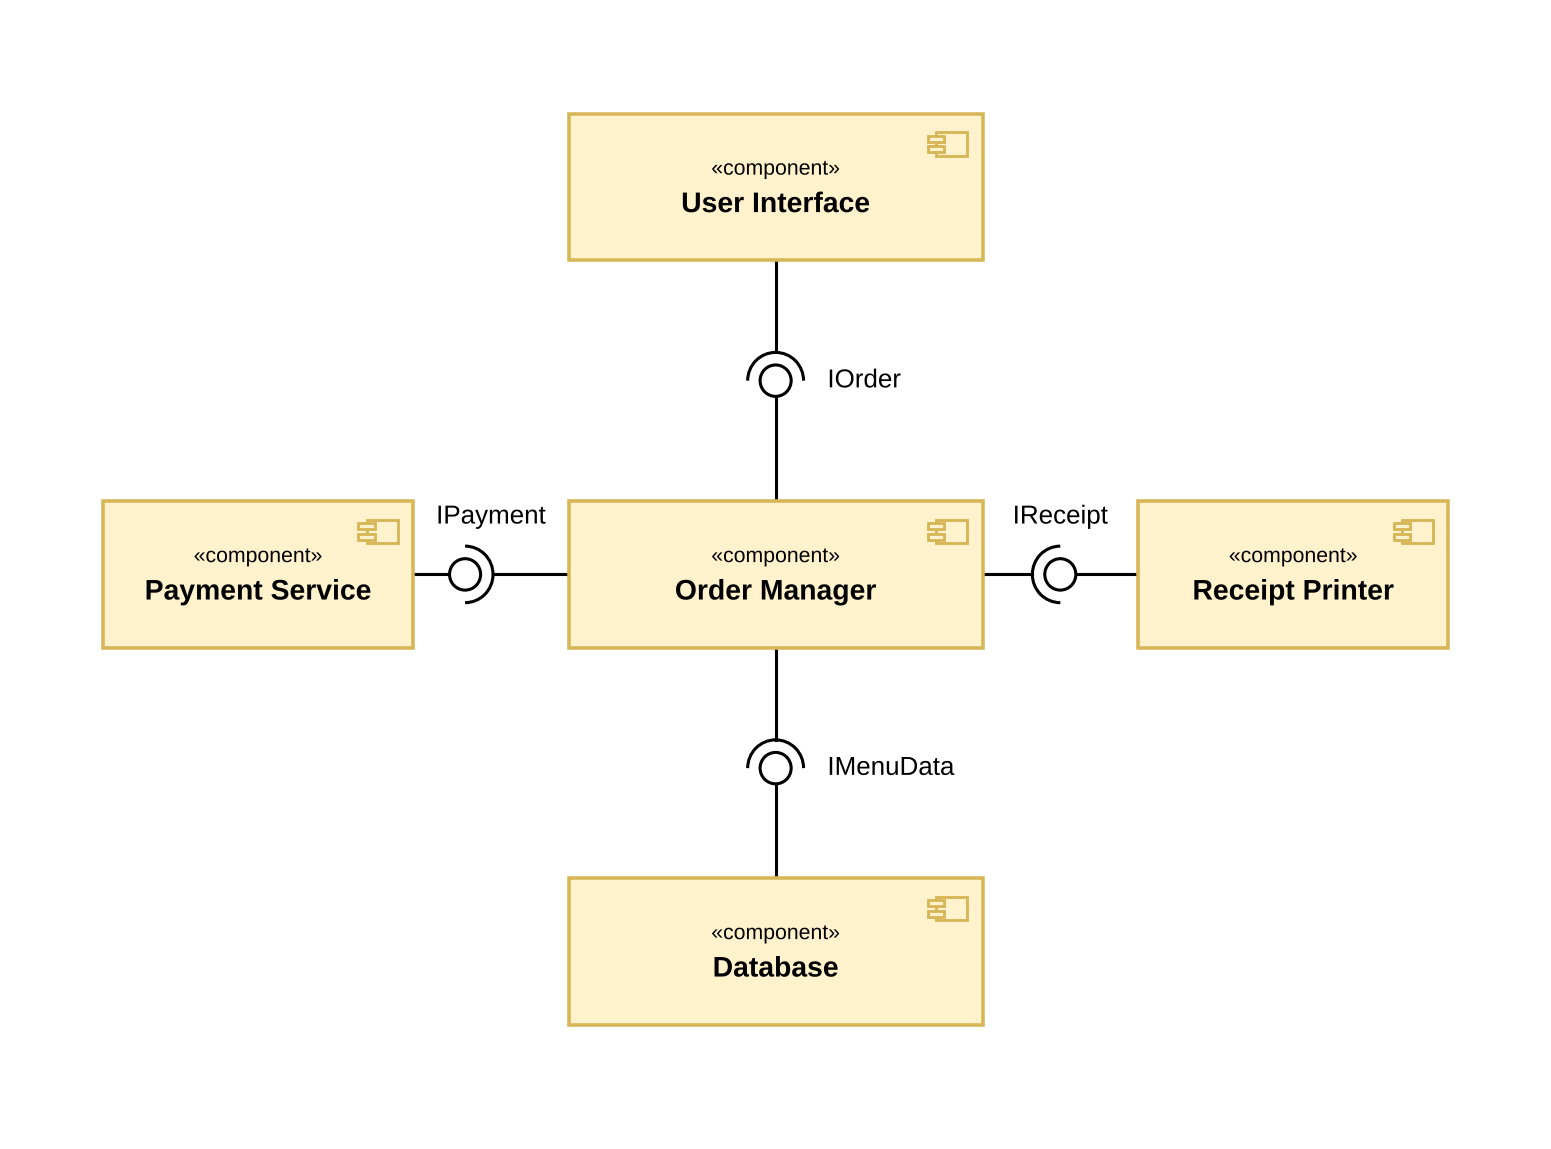 «component»
User Interface
IOrder
IPayment
IReceipt
«component»
Payment Service
«component»
Order Manager
«component»
Receipt Printer
IMenuData
«component»
Database